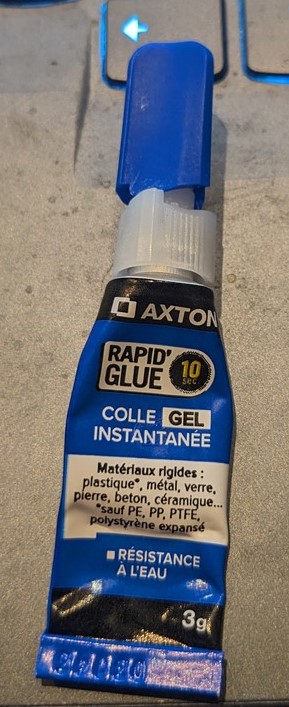 AXTON
RAPID'
GLUE
10
sec
COLLE GEL
INSTANTANÉE
Matériaux rigides :
plastique*, métal, verre,
pierre, beton, céramique...
*sauf PE, PP, PTFE,
polystyrène expansé
RÉSISTANCE
À L'EAU
3g